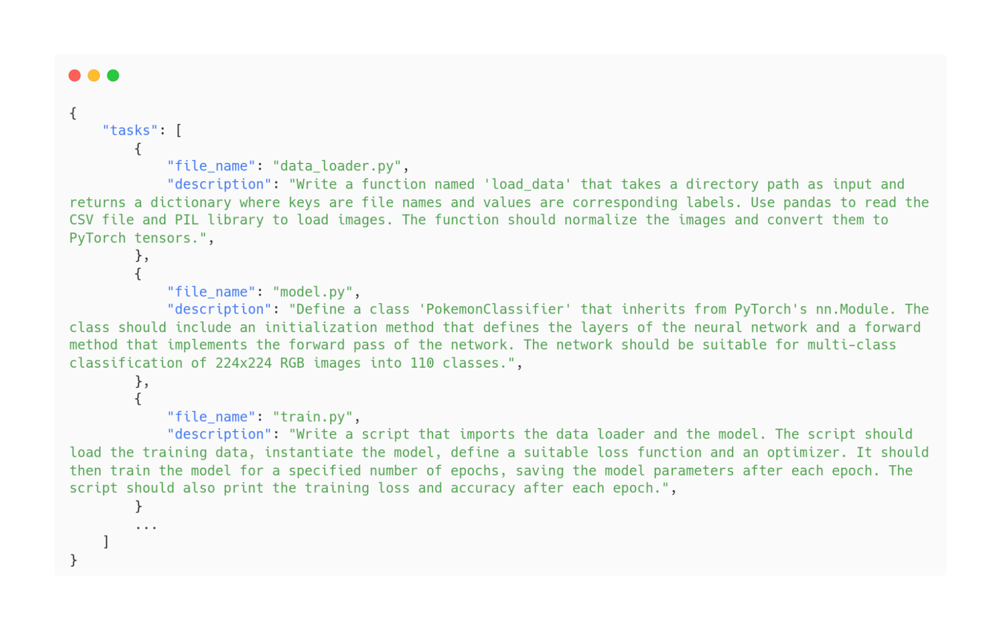 {
    "tasks": [
        {
            "file_name": "data_loader.py",
            "description": "Write a function named 'load_data' that takes a directory path as input and
returns a dictionary where keys are file names and values are corresponding labels. Use pandas to read the
CSV file and PIL library to load images. The function should normalize the images and convert them to
PyTorch tensors.",
        },
        {
            "file_name": "model.py",
            "description": "Define a class 'PokemonClassifier' that inherits from PyTorch's nn.Module. The
class should include an initialization method that defines the layers of the neural network and a forward
method that implements the forward pass of the network. The network should be suitable for multi-class
classification of 224x224 RGB images into 110 classes.",
        },
        {
            "file_name": "train.py",
            "description": "Write a script that imports the data loader and the model. The script should
load the training data, instantiate the model, define a suitable loss function and an optimizer. It should
then train the model for a specified number of epochs, saving the model parameters after each epoch. The
script should also print the training loss and accuracy after each epoch.",
        }
        ...
    ]
}